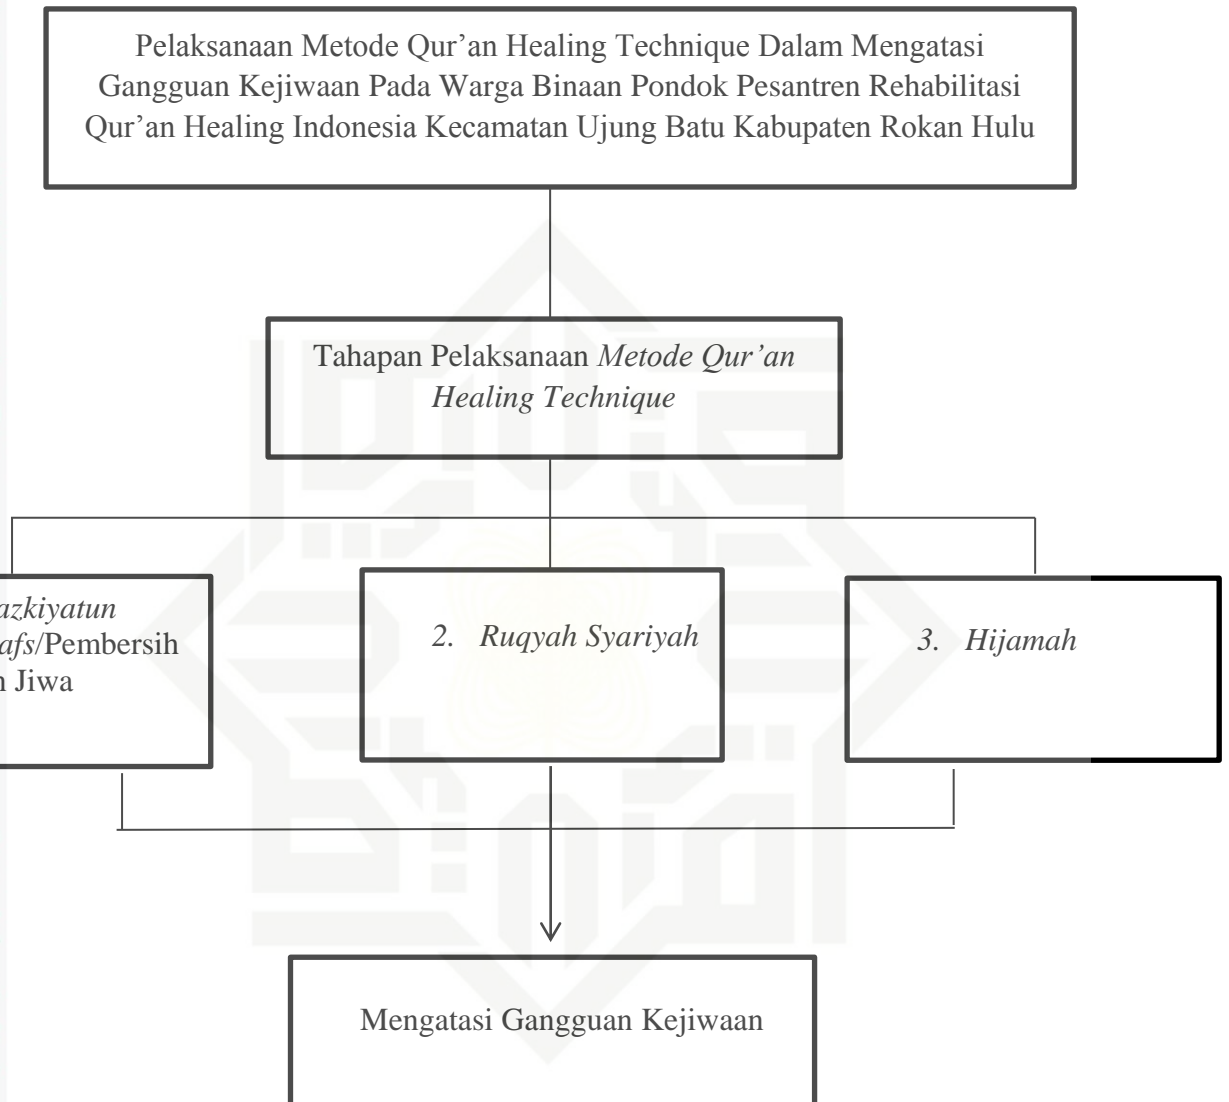 Pelaksanaan Metode Qur’an Healing Technique Dalam Mengatasi
Gangguan Kejiwaan Pada Warga Binaan Pondok Pesantren Rehabilitasi
Qur’an Healing Indonesia Kecamatan Ujung Batu Kabupaten Rokan Hulu
Tahapan Pelaksanaan Metode Qur’an
Healing Technique
azkiyatun
afs/Pembersih
n Jiwa
2. Ruqyah Syariyah
3. Hijamah
Mengatasi Gangguan Kejiwaan